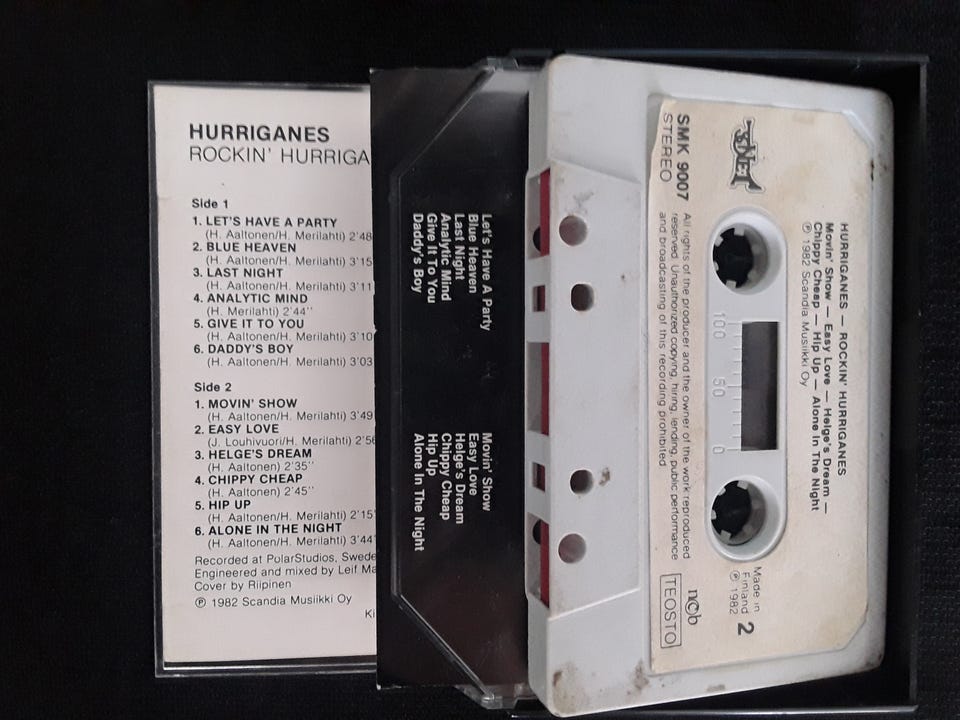 HURRIGANES
ROCKIN' HURRIGA
Side 1
1. LET'S HAVE A PARTY
(H. Aaltonen/H. Merilahti) 2'48
2. BLUE HEAVEN
(H. Aaltonen/H. Merilahti) 3'15
3. LAST NIGHT
(H. Aaltonen/H. Merilahti) 3'11
4. ANALYTIC MIND
(H. Merilahti) 2'44''
5. GIVE IT TO YOU
(H. Aaltonen/H. Merilahti) 3'10
6. DADDY'S BOY
(H. Aaltonen/H. Merilahti) 3'03
Side 2
1. MOVIN' SHOW
(H. Aaltonen/H. Merilahti) 3'49
2. EASY LOVE
(J. Louhivuori/H. Merilahti) 2'56
3. HELGE'S DREAM
(H. Aaltonen) 2'35''
4. CHIPPY CHEAP
(H. Aaltonen) 2'45''
5. HIP UP
(H. Aaltonen/H. Merilahti) 2'15
6. ALONE IN THE NIGHT
(H. Aaltonen/H. Merilahti) 3'44
Recorded at PolarStudios, Swede
Engineered and mixed by Leif Ma
Cover by Riipinen
℗ 1982 Scandia Musiikki Oy
Ki
Let's Have A Party
Blue Heaven
Last Night
Analytic Mind
Give It To You
Daddy's Boy
Movin' Show
Easy Love
Helge's Dream
Chippy Cheap
Hip Up
Alone In The Night
HURRIGANES — ROCKIN' HURRIGANES
Movin' Show — Easy Love — Helge's Dream —
Chippy Cheap — Hip Up — Alone In The Night
℗ 1982 Scandia Musiikki Oy
SMK 9007
STEREO
100 50 0
Made in
Finland
℗ 1982
2
All rights of the producer and the owner of the work reproduced
reserved. Unauthorized copying, hiring, lending, public performance
and broadcasting of this recording prohibited
ncb
TEOSTO